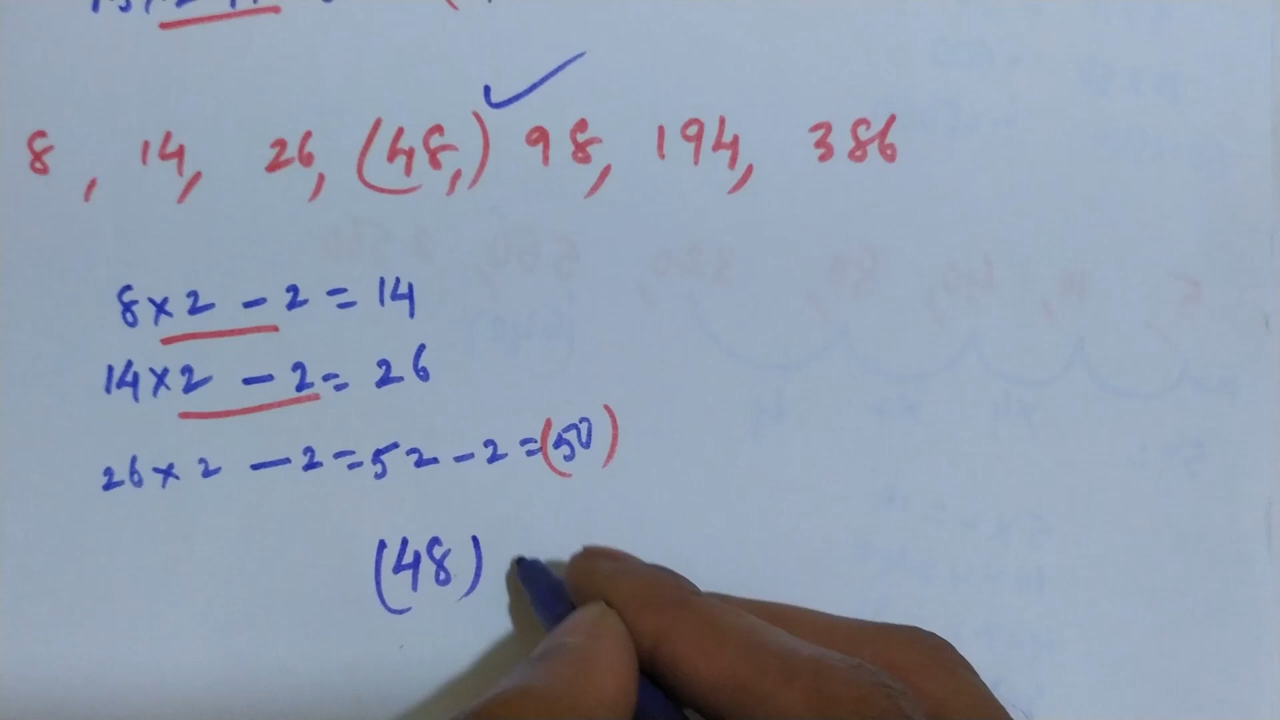 8, 14, 26, (48,) 98, 194, 386
8×2 - 2 = 14
14×2 - 2 = 26
26×2 - 2 = 52 - 2 = (50)
(48)